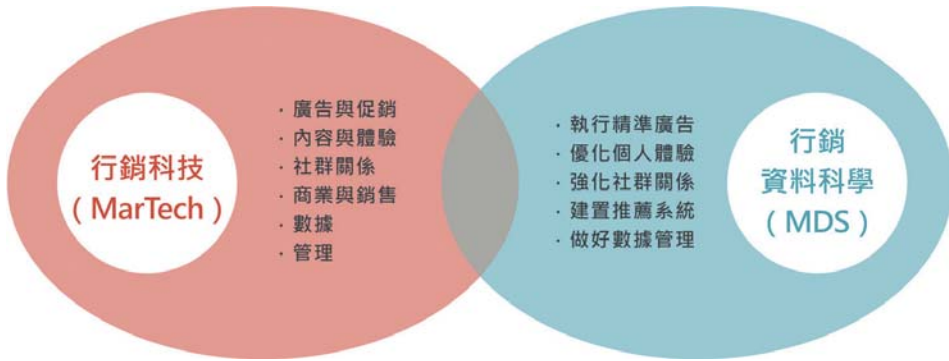 行銷科技
（MarTech）
· 廣告與促銷
· 內容與體驗
· 社群關係
· 商業與銷售
· 數據
· 管理
· 執行精準廣告
· 優化個人體驗
· 強化社群關係
· 建置推薦系統
· 做好數據管理
行銷
資料科學
（MDS）